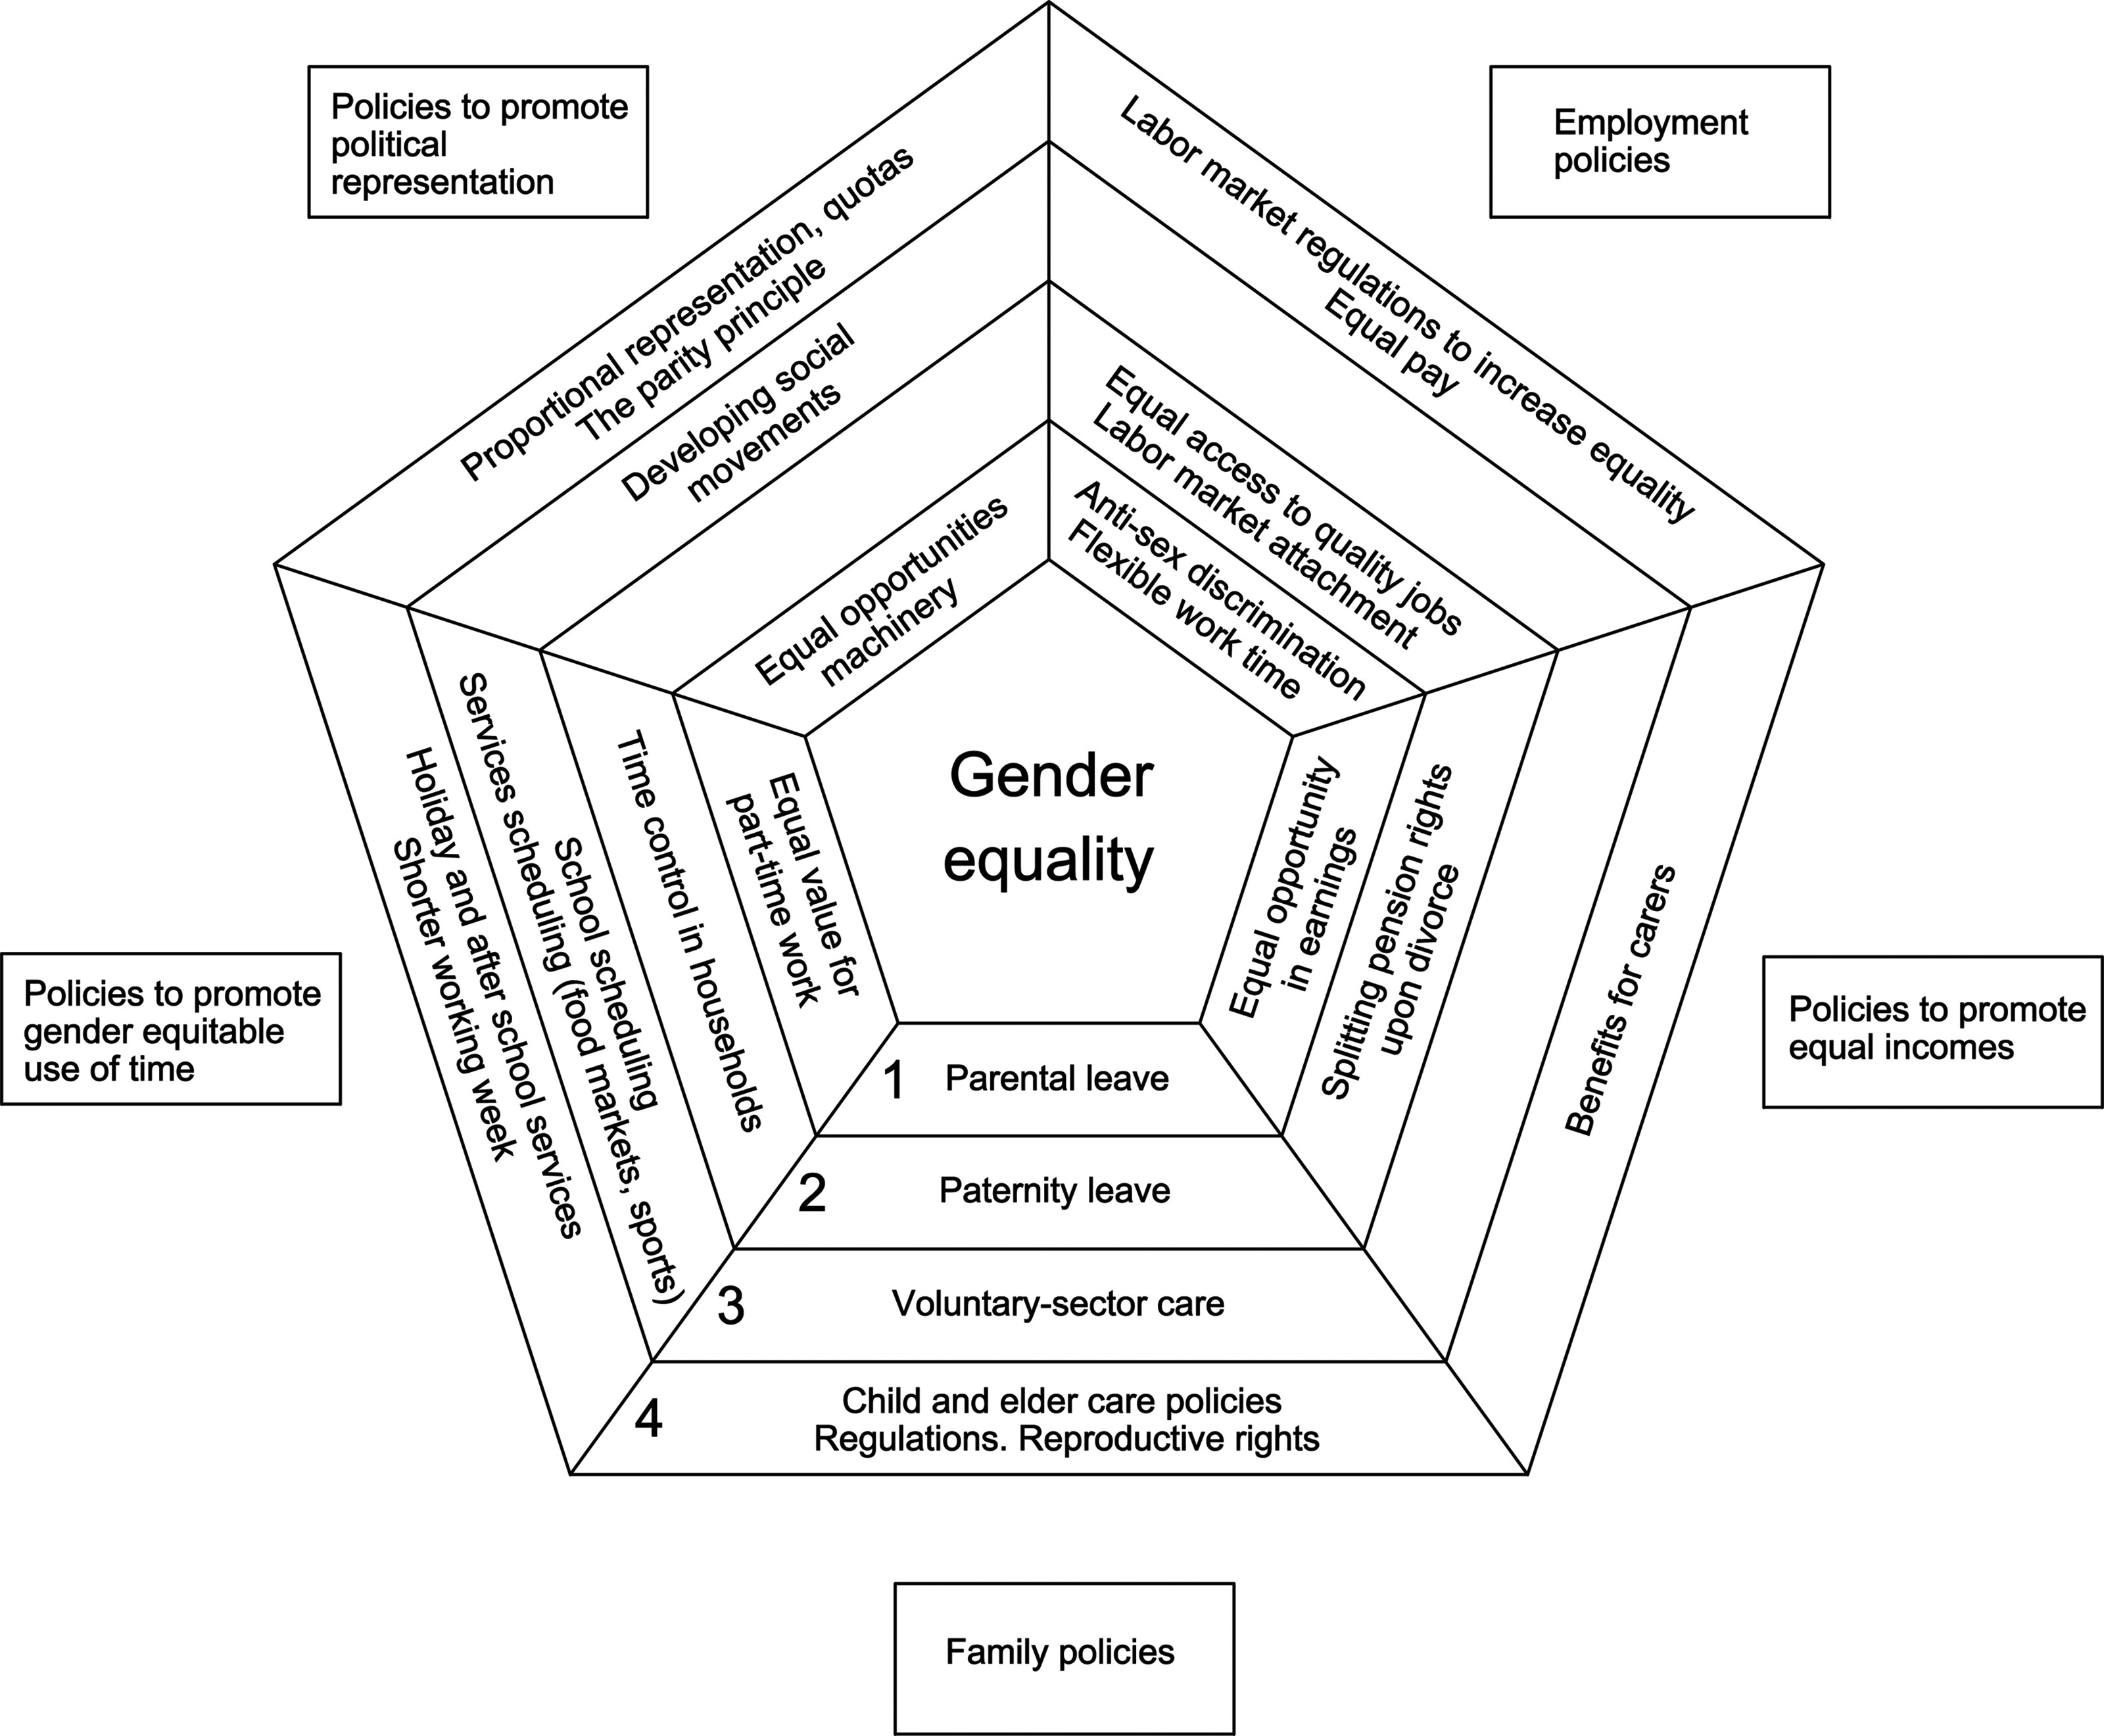 Policies to promote
political
representation
Employment
policies
Proportional representation, quotas
The parity principle
Developing social
movements
Equal opportunities
machinery
Labor market regulations to increase equality
Equal pay
Equal access to quality jobs
Labor market attachment
Anti-sex discrimination
Flexible work time
Gender
equality
Policies to promote
gender equitable
use of time
Holiday and after school services
Shorter working week
School scheduling
Services scheduling (food markets, sports)
Time control in households
Equal value for
part-time work
Equal opportunity
in earnings
Splitting pension rights
upon divorce
Benefits for carers
Policies to promote
equal incomes
1 Parental leave
2 Paternity leave
3 Voluntary-sector care
4 Child and elder care policies
Regulations. Reproductive rights
Family policies